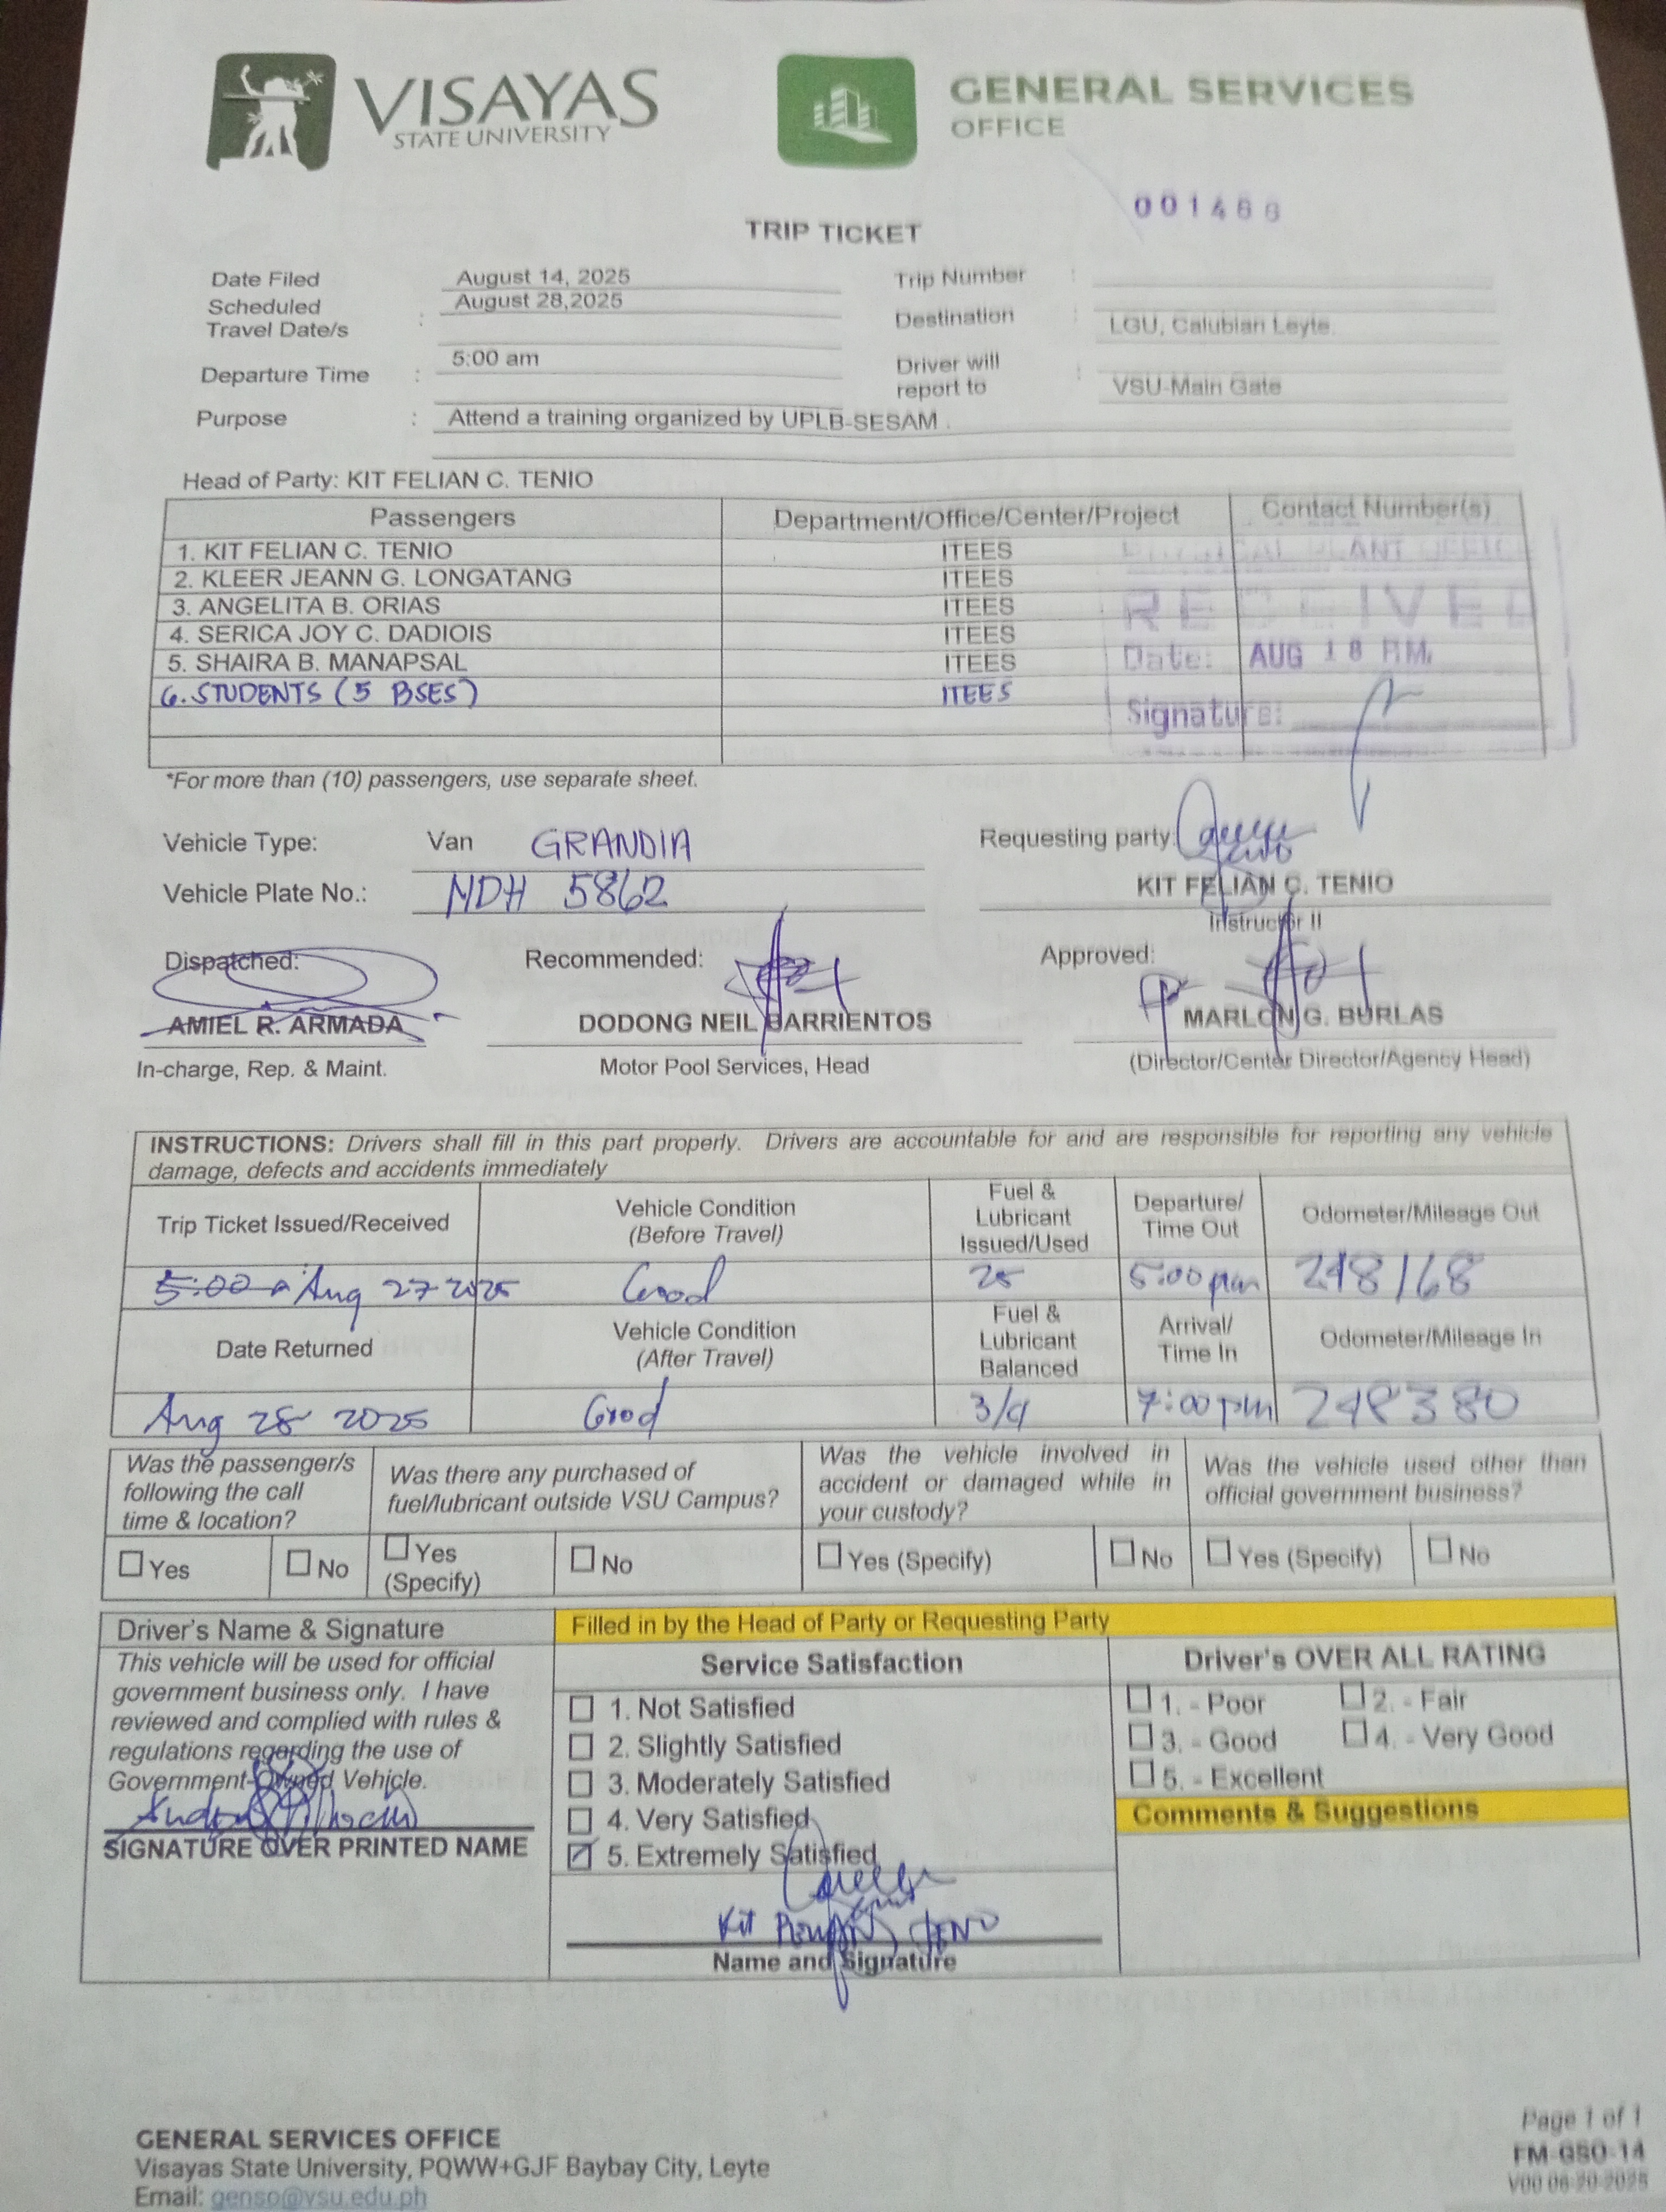 VISAYAS
STATE UNIVERSITY
GENERAL SERVICES
OFFICE
TRIP TICKET
Date Filed August 14, 2025
Trip Number :
Scheduled Travel Date/s : August 28,2025
Destination : LGU, Calubian Leyte
Departure Time : 5:00 am
Driver will report to : VSU-Main Gate
Purpose : Attend a training organized by UPLB-SESAM .
Head of Party: KIT FELIAN C. TENIO
Passengers Department/Office/Center/Project Contact Number(s)
1. KIT FELIAN C. TENIO ITEES
2. KLEER JEANN G. LONGATANG ITEES
3. ANGELITA B. ORIAS ITEES
4. SERICA JOY C. DADIOIS ITEES
5. SHAIRA B. MANAPSAL ITEES
6. STUDENTS (5 BSES) ITEES
PLANT OFFICE
RECEIVED
Date: AUG 18 P.M.
Signature:
*For more than (10) passengers, use separate sheet.
Vehicle Type: Van GRANDIA
Requesting party:
Vehicle Plate No.: NDH 5862
KIT FELIAN C. TENIO
Instructor II
Dispatched: Recommended: Approved:
AMIEL R. ARMADA DODONG NEIL BARRIENTOS MARLON G. BURLAS
In-charge, Rep. & Maint. Motor Pool Services, Head (Director/Center Director/Agency Head)
INSTRUCTIONS: Drivers shall fill in this part properly. Drivers are accountable for and are responsible for reporting any vehicle
damage, defects and accidents immediately
Trip Ticket Issued/Received Vehicle Condition (Before Travel) Fuel & Lubricant Issued/Used Departure/ Time Out Odometer/Mileage Out
Aug 27 2025 Good 25 5:00 pm 248168
Date Returned Vehicle Condition (After Travel) Fuel & Lubricant Balanced Arrival/ Time In Odometer/Mileage In
Aug 28 2025 Good 7:00 pm 248380
Was the passenger/s following the call time & location?
Was there any purchased of fuel/lubricant outside VSU Campus?
Was the vehicle involved in accident or damaged while in your custody?
Was the vehicle used other than official government business?
Yes No Yes (Specify) No Yes (Specify) No Yes (Specify) No
Driver's Name & Signature
This vehicle will be used for official
government business only. I have
reviewed and complied with rules &
regulations regarding the use of
Government-Owned Vehicle.
SIGNATURE OVER PRINTED NAME
Filled in by the Head of Party or Requesting Party
Service Satisfaction
1. Not Satisfied
2. Slightly Satisfied
3. Moderately Satisfied
4. Very Satisfied
5. Extremely Satisfied
Kit
Name and Signature
Driver's OVER ALL RATING
1. - Poor 2. - Fair
3. - Good 4. - Very Good
5. - Excellent
Comments & Suggestions
GENERAL SERVICES OFFICE
Visayas State University, PQWW+GJF Baybay City, Leyte
Email: genso@vsu.edu.ph
Page 1 of 1
FM-GSO-14
V00 06-20-2025